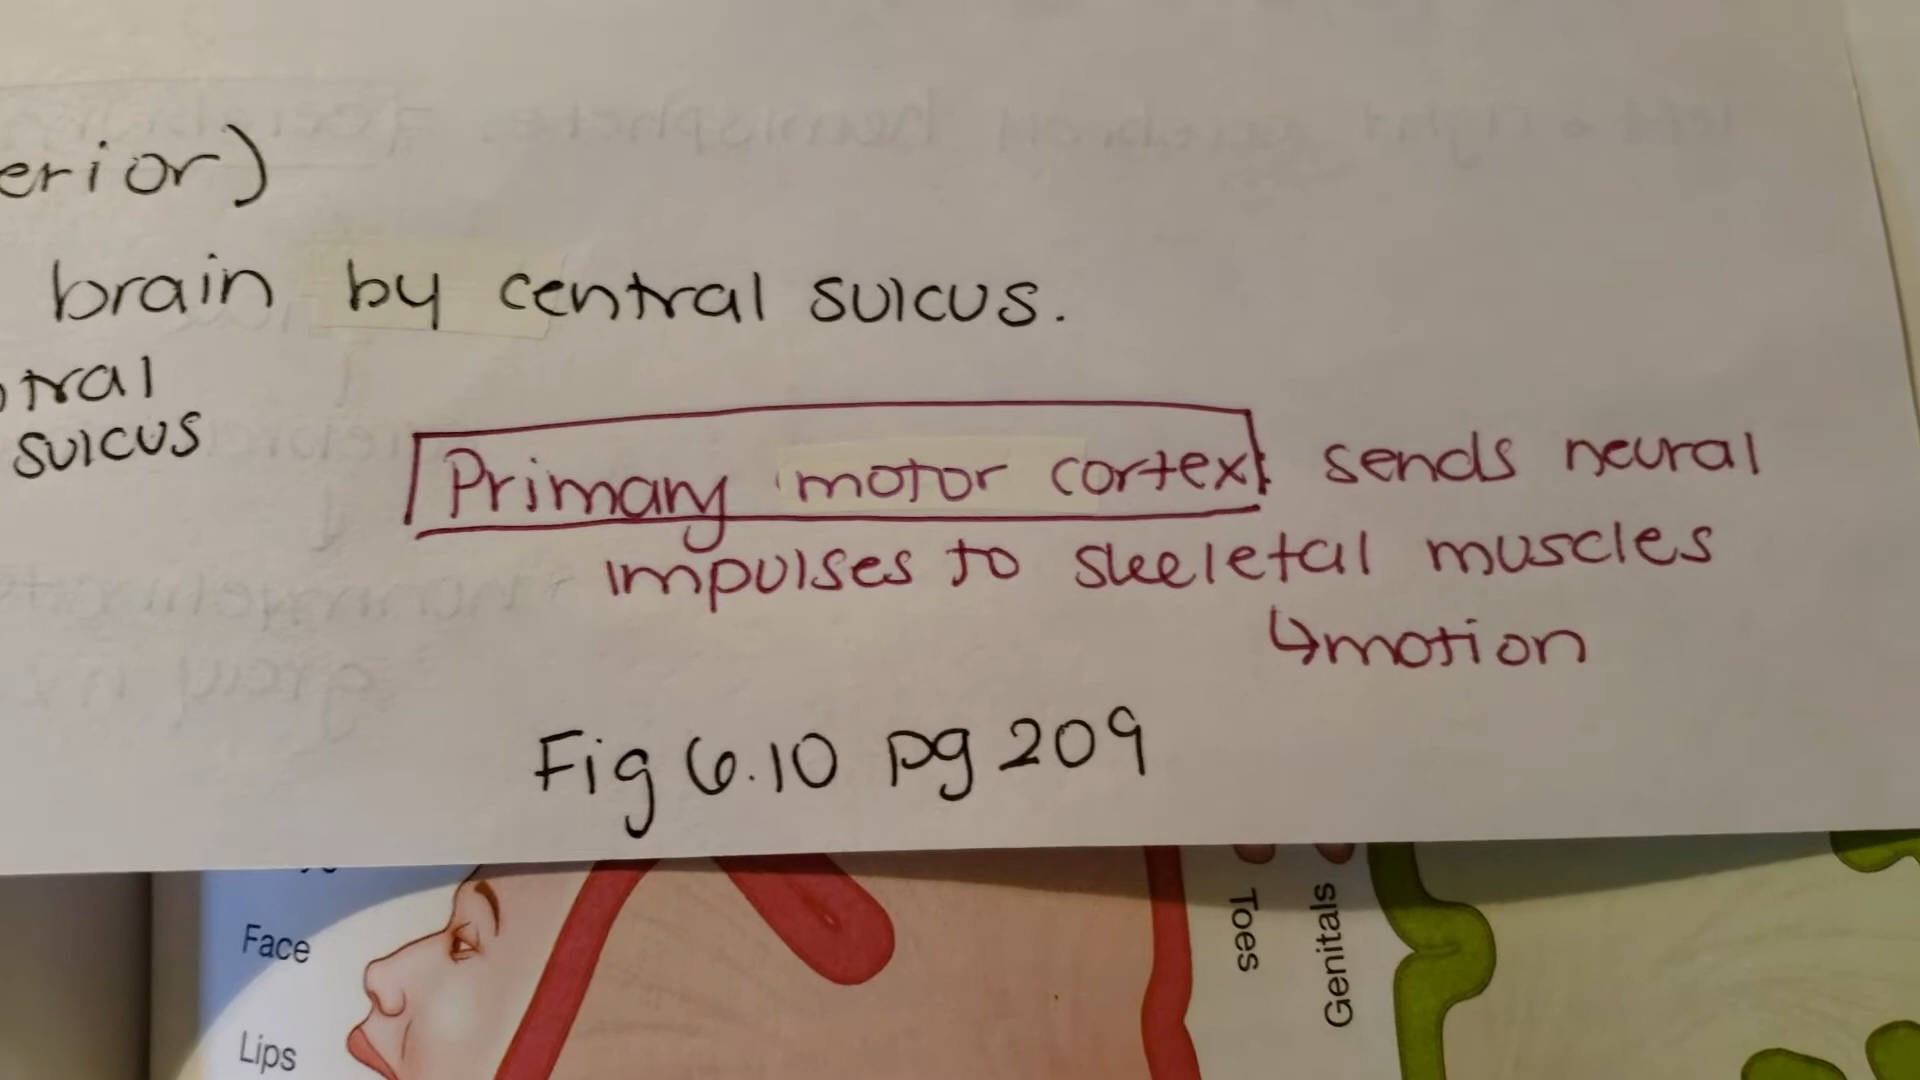 erior)
brain by central sulcus.
tral
sulcus
Primary motor cortex sends neural
impulses to skeletal muscles
↳motion
Fig 6.10 pg 209
Face
Lips
Toes
Genitals